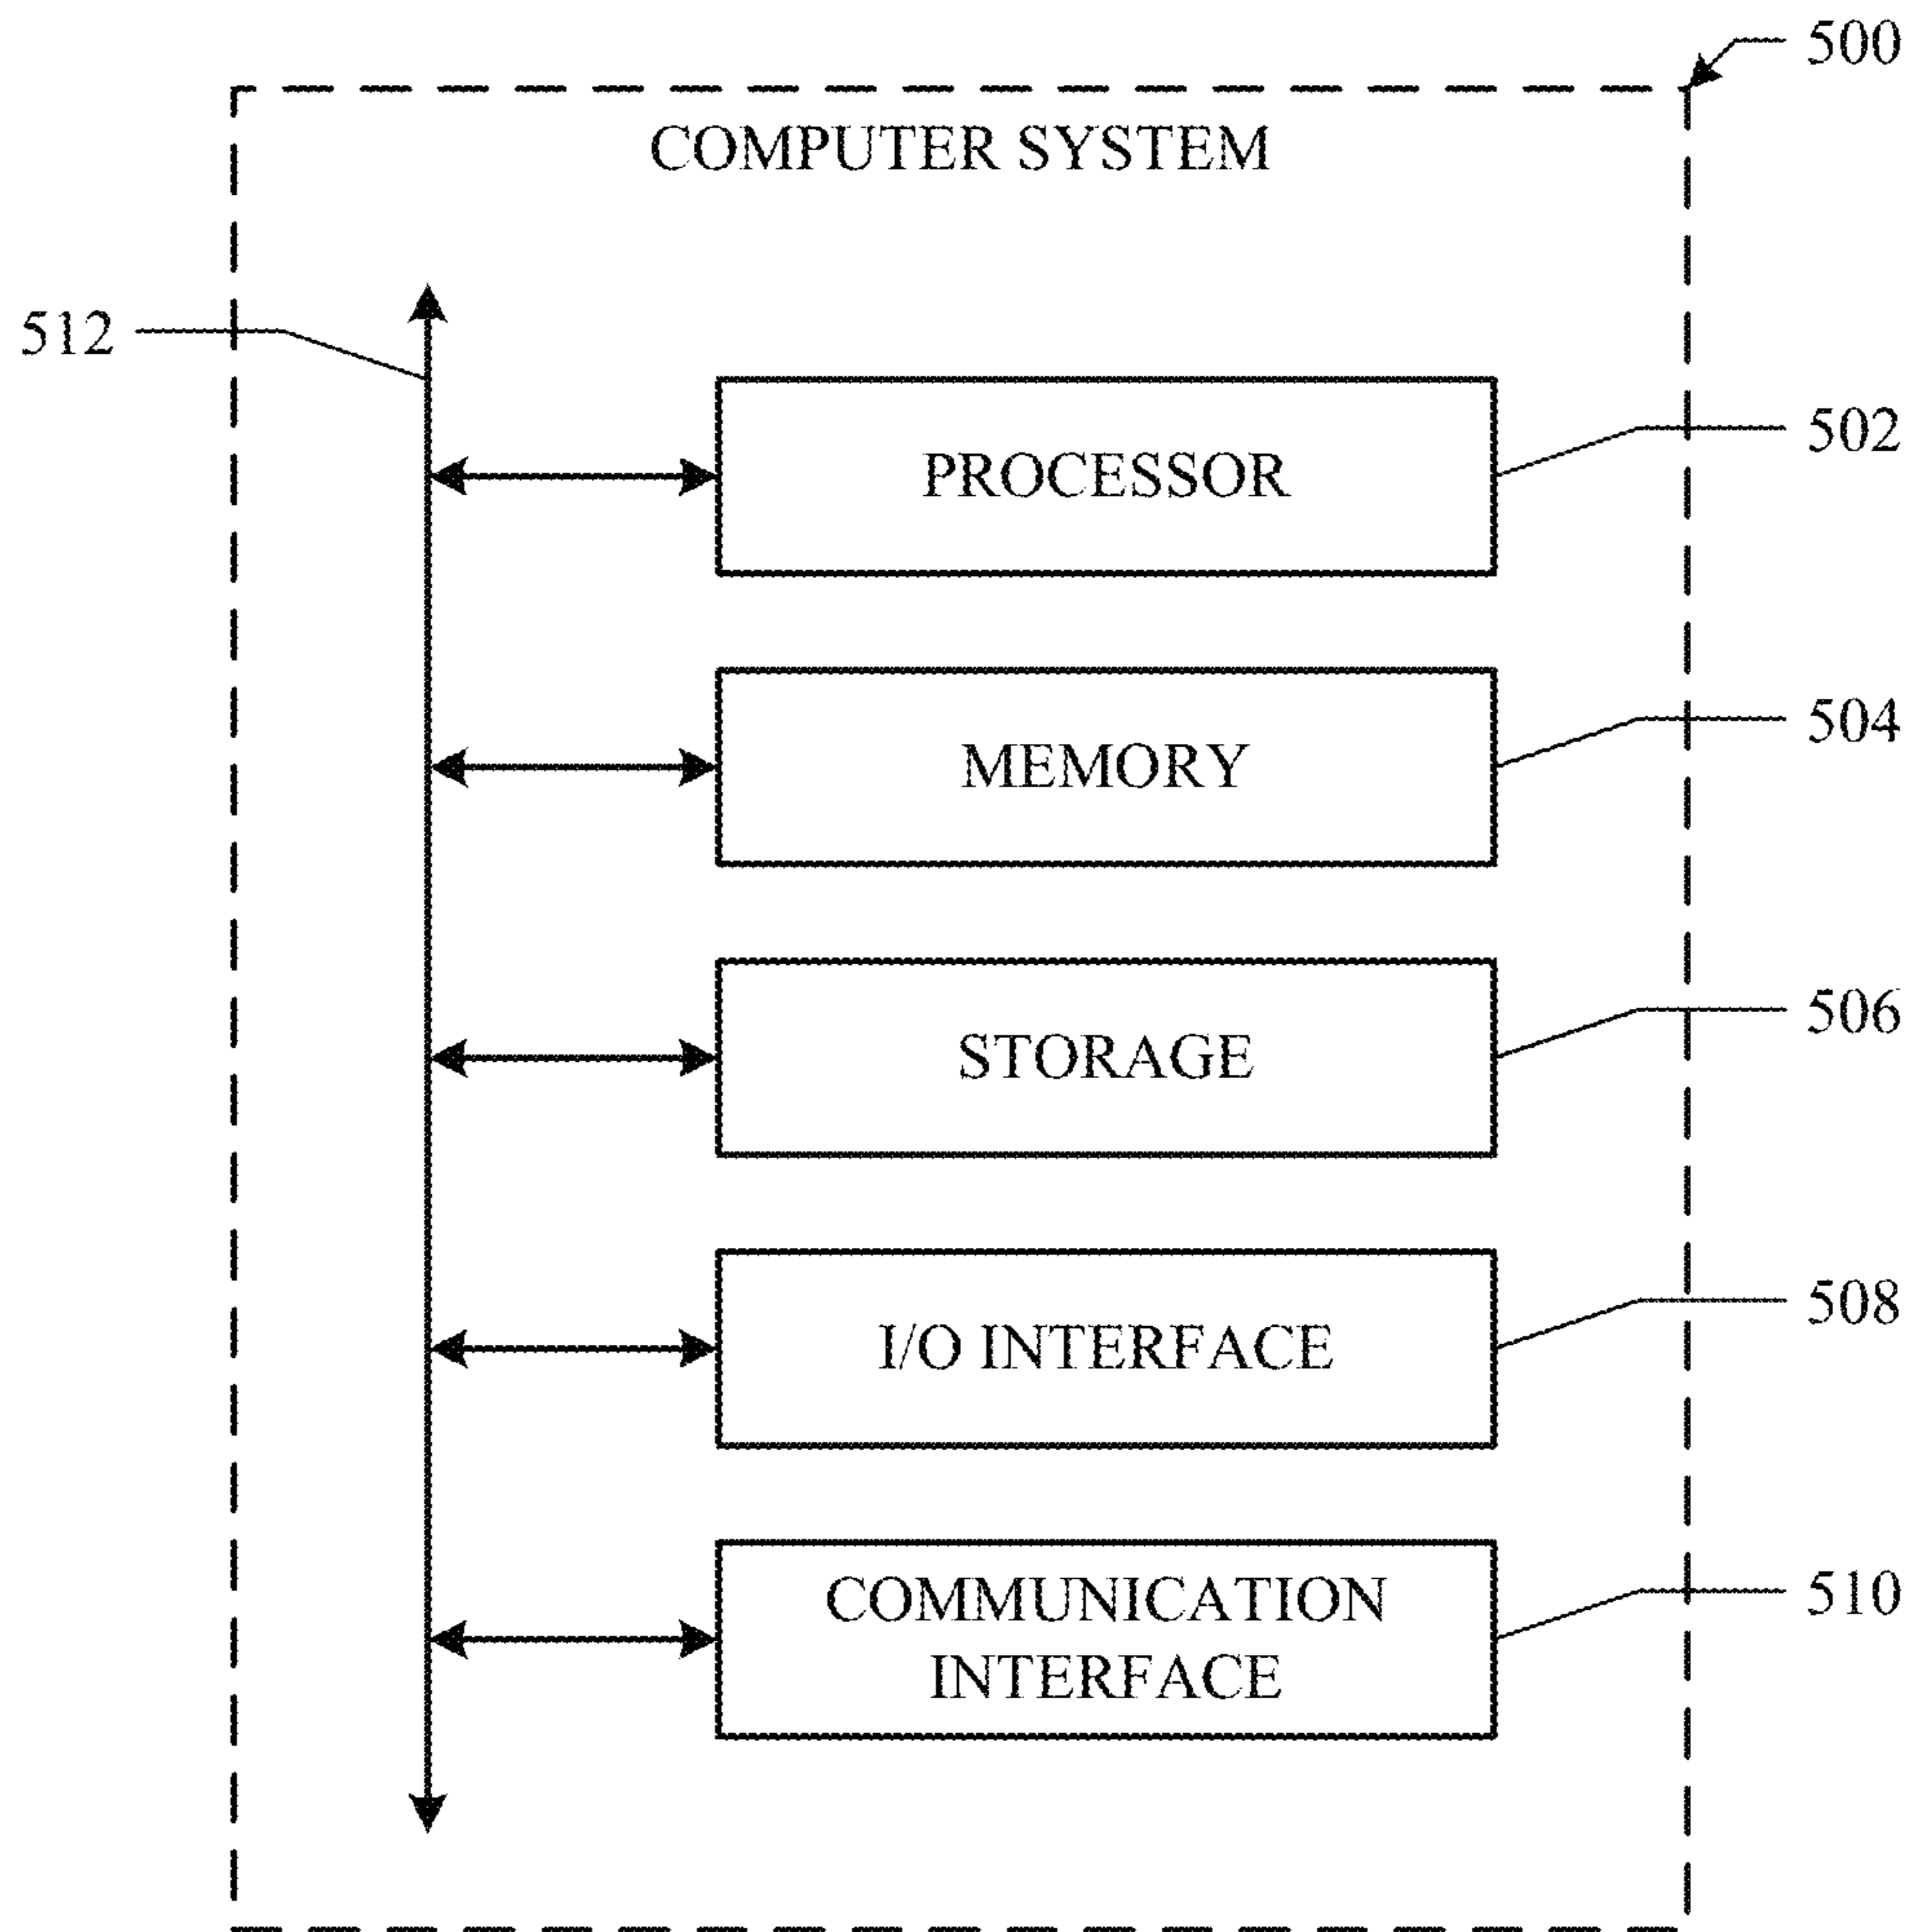 500
COMPUTER SYSTEM
512
PROCESSOR
502
MEMORY
504
STORAGE
506
I/O INTERFACE
508
COMMUNICATION
INTERFACE
510